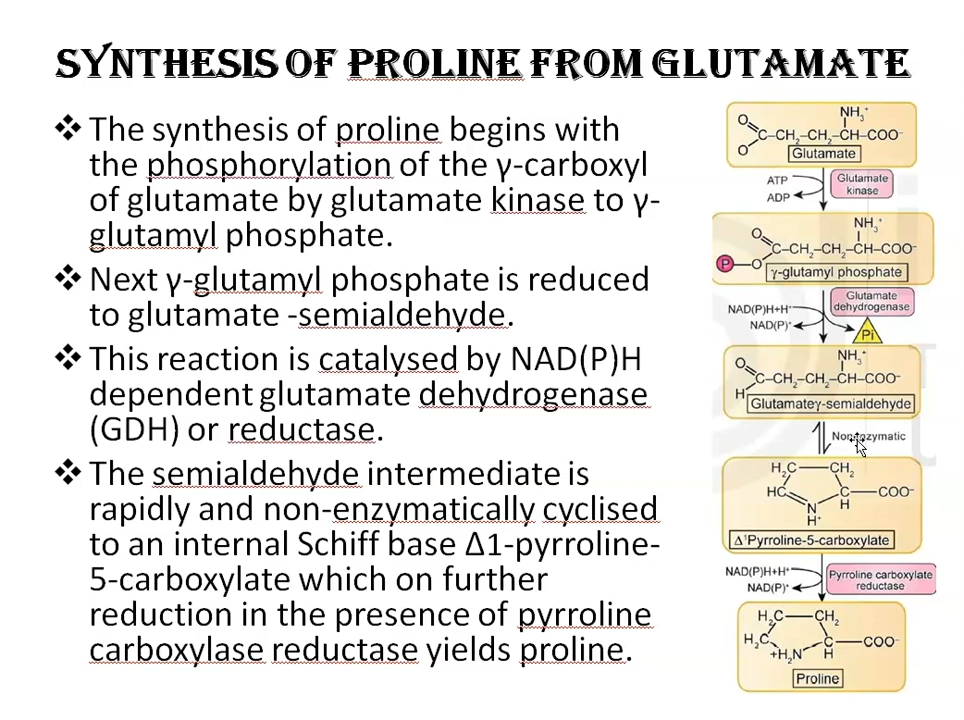 SYNTHESIS OF PROLINE FROM GLUTAMATE
❖ The synthesis of proline begins with
the phosphorylation of the γ-carboxyl
of glutamate by glutamate kinase to γ-
glutamyl phosphate.
❖ Next γ-glutamyl phosphate is reduced
to glutamate -semialdehyde.
❖ This reaction is catalysed by NAD(P)H
dependent glutamate dehydrogenase
(GDH) or reductase.
❖ The semialdehyde intermediate is
rapidly and non-enzymatically cyclised
to an internal Schiff base Δ1-pyrroline-
5-carboxylate which on further
reduction in the presence of pyrroline
carboxylase reductase yields proline.
NH₃⁺
O
C–CH₂–CH₂–CH–COO⁻
O
Glutamate
ATP
ADP
Glutamate
kinase
NH₃⁺
O
C–CH₂–CH₂–CH–COO⁻
P O
γ-glutamyl phosphate
NAD(P)H+H⁺
NAD(P)⁺
Glutamate
dehydrogenase
Pi
NH₃⁺
O
C–CH₂–CH₂–CH–COO⁻
H
Glutamateγ-semialdehyde
H₂C — CH₂
HC C — COO⁻
N H
H⁺
Δ¹Pyrroline-5-carboxylate
NAD(P)H+H⁺
NAD(P)⁺
Pyrroline carboxylate
reductase
H₂C — CH₂
H₂C C — COO⁻
+H₂N H
Proline